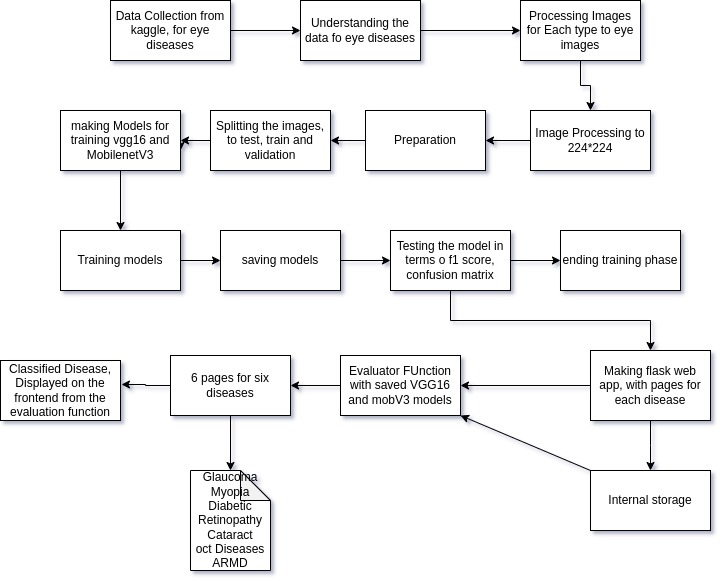 Data Collection from
kaggle, for eye
diseases
Understanding the
data fo eye diseases
Processing Images
for Each type to eye
images
making Models for
training vgg16 and
MobilenetV3
Splitting the images,
to test, train and
validation
Preparation
Image Processing to
224*224
Training models
saving models
Testing the model in
terms o f1 score,
confusion matrix
ending training phase
Classified Disease,
Displayed on the
frontend from the
evaluation function
6 pages for six
diseases
Evaluator FUnction
with saved VGG16
and mobV3 models
Making flask web
app, with pages for
each disease
Glaucoma
Myopia
Diabetic
Retinopathy
Cataract
oct Diseases
ARMD
Internal storage